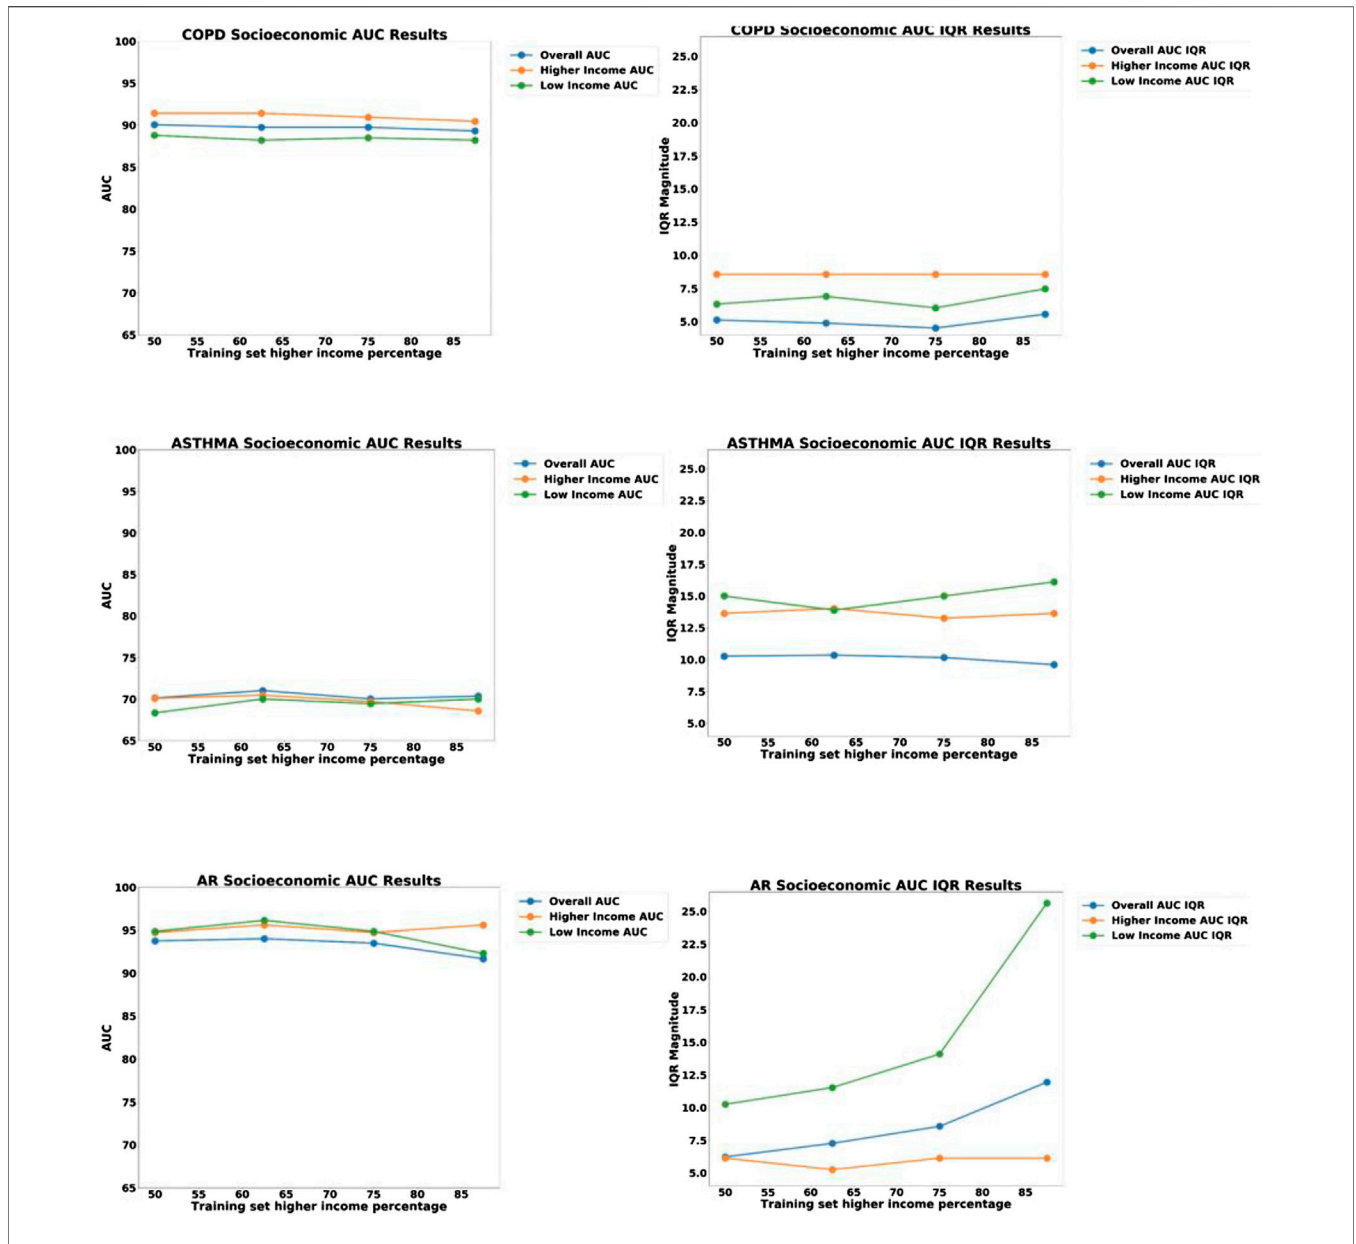 COPD Socioeconomic AUC Results
100
95
90
85
80
75
70
65
AUC
50 55 60 65 70 75 80 85
Training set higher income percentage
Overall AUC
Higher Income AUC
Low Income AUC
COPD Socioeconomic AUC IQR Results
25.0
22.5
20.0
17.5
15.0
12.5
10.0
7.5
5.0
IQR Magnitude
50 55 60 65 70 75 80 85
Training set higher income percentage
Overall AUC IQR
Higher Income AUC IQR
Low Income AUC IQR
ASTHMA Socioeconomic AUC Results
100
95
90
85
80
75
70
65
AUC
50 55 60 65 70 75 80 85
Training set higher income percentage
Overall AUC
Higher Income AUC
Low Income AUC
ASTHMA Socioeconomic AUC IQR Results
25.0
22.5
20.0
17.5
15.0
12.5
10.0
7.5
5.0
IQR Magnitude
50 55 60 65 70 75 80 85
Training set higher income percentage
Overall AUC IQR
Higher Income AUC IQR
Low Income AUC IQR
AR Socioeconomic AUC Results
100
95
90
85
80
75
70
65
AUC
50 55 60 65 70 75 80 85
Training set higher income percentage
Overall AUC
Higher Income AUC
Low Income AUC
AR Socioeconomic AUC IQR Results
25.0
22.5
20.0
17.5
15.0
12.5
10.0
7.5
5.0
IQR Magnitude
50 55 60 65 70 75 80 85
Training set higher income percentage
Overall AUC IQR
Higher Income AUC IQR
Low Income AUC IQR